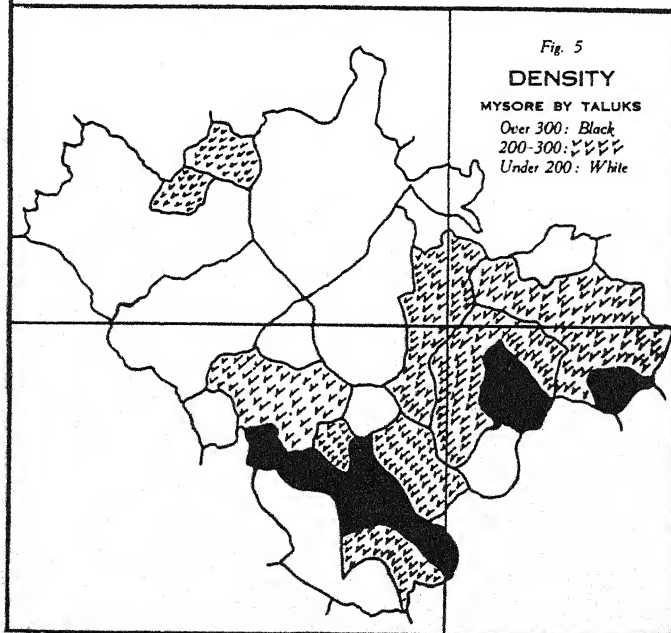 Fig. 5
DENSITY
MYSORE BY TALUKS
Over 300: Black
200-300:
Under 200: White